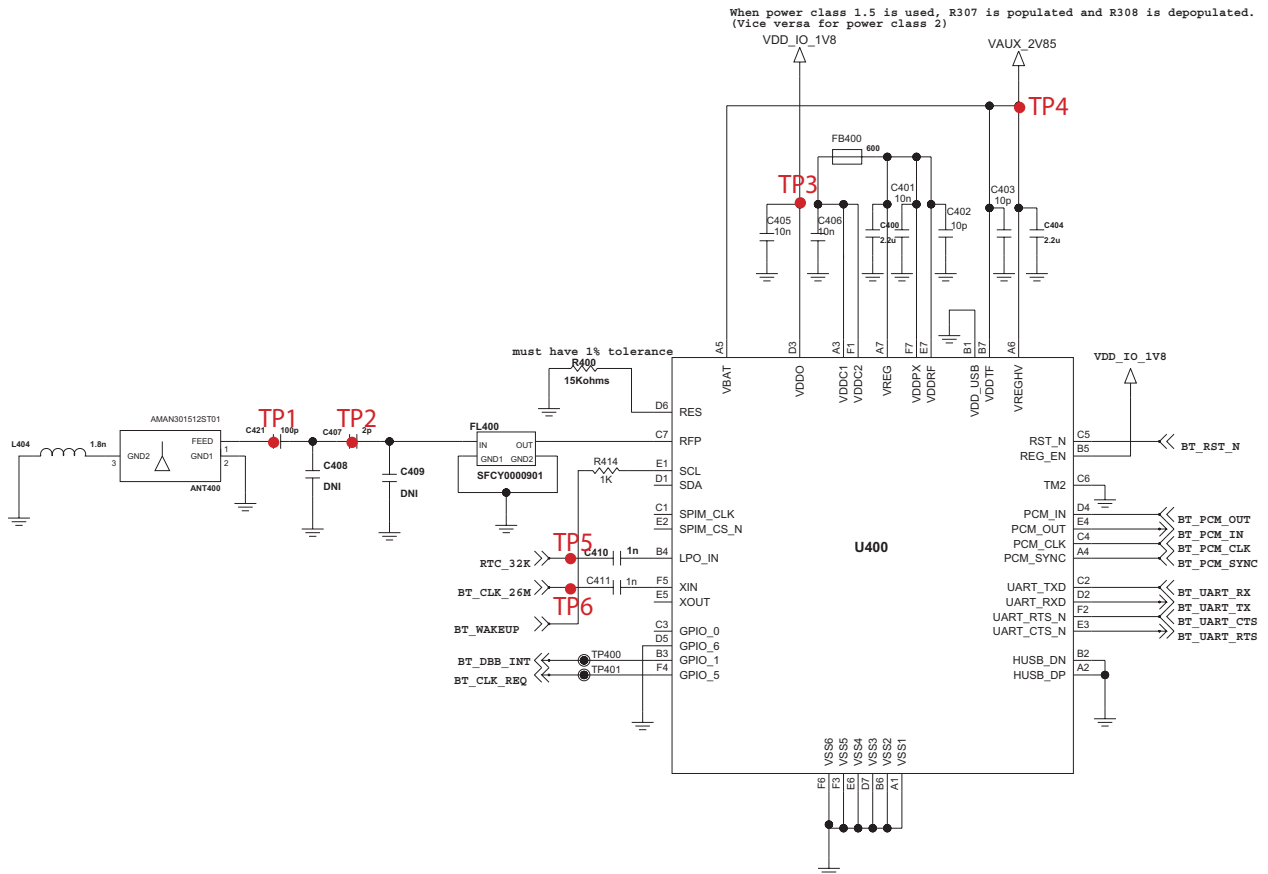 When power class 1.5 is used, R307 is populated and R308 is depopulated.
(Vice versa for power class 2)
VDD_IO_1V8
VAUX_2V85
TP4
FB400
600
TP3
C401
10n
C403
10p
C405
10n
C406
10n
C400
2.2u
C402
10p
C404
2.2u
must have 1% tolerance
R400
15Kohms
A5
D3
A3
F1
A7
F7
E7
B1
B7
A6
VBAT
VDDO
VDDC1
VDDC2
VREG
VDDPX
VDDRF
VDD_USB
VDDTF
VREGHV
VDD_IO_1V8
D6 RES
AMAN301512ST01
TP1
TP2
L404
1.8n
C421
100p
C407
2p
FL400
GND2
FEED
GND1
3
1
2
ANT400
C408
DNI
C409
DNI
IN
OUT
GND1 GND2
SFCY0000901
C7 RFP
R414
1K
E1 SCL
D1 SDA
C1 SPIM_CLK
E2 SPIM_CS_N
TP5
RTC_32K
C410
1n
B4 LPO_IN
BT_CLK_26M
C411
1n
F5 XIN
E5 XOUT
TP6
BT_WAKEUP
C3 GPIO_0
D5 GPIO_6
BT_DBB_INT
TP400
B3 GPIO_1
BT_CLK_REQ
TP401
F4 GPIO_5
U400
RST_N C5 BT_RST_N
REG_EN B5
TM2 C6
PCM_IN D4 BT_PCM_OUT
PCM_OUT E4 BT_PCM_IN
PCM_CLK C4 BT_PCM_CLK
PCM_SYNC A4 BT_PCM_SYNC
UART_TXD C2 BT_UART_RX
UART_RXD D2 BT_UART_TX
UART_RTS_N F2 BT_UART_CTS
UART_CTS_N E3 BT_UART_RTS
HUSB_DN B2
HUSB_DP A2
VSS6
VSS5
VSS4
VSS3
VSS2
VSS1
F6
F3
E6
D7
B6
A1